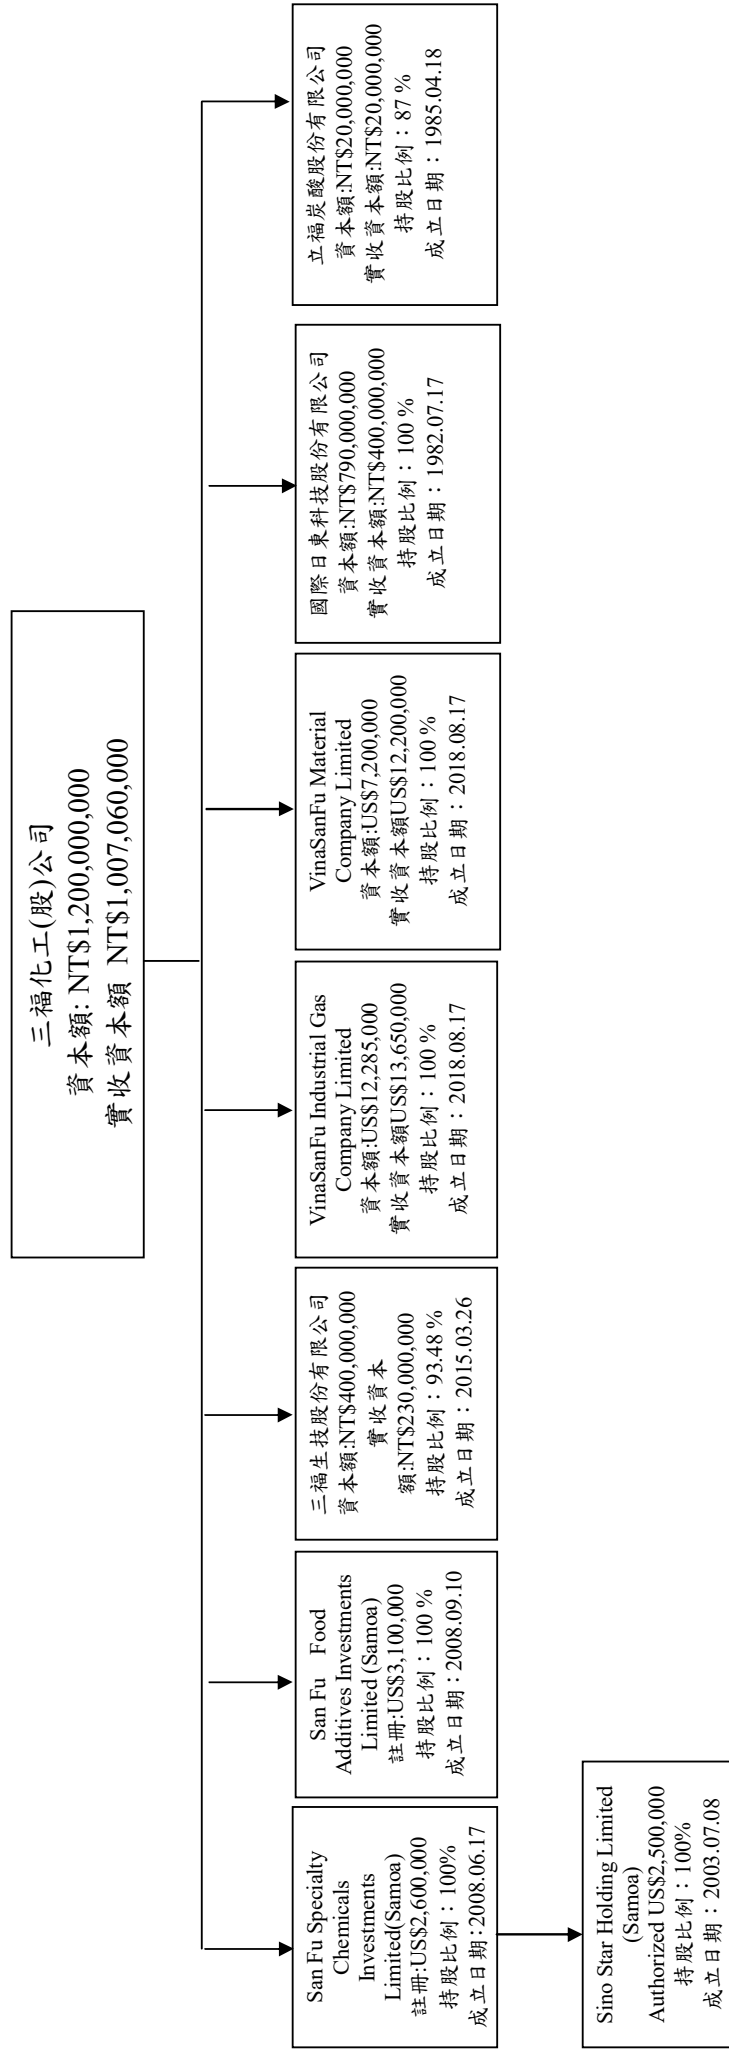 三福化工(股)公司
資本額: NT$1,200,000,000
實收資本額 NT$1,007,060,000
San Fu Specialty
Chemicals
Investments
Limited(Samoa)
註冊:US$2,600,000
持股比例：100%
成立日期：2008.06.17
San Fu Food
Additives Investments
Limited (Samoa)
註冊:US$3,100,000
持股比例：100 %
成立日期：2008.09.10
三福生技股份有限公司
資本額:NT$400,000,000
實收資本
額:NT$230,000,000
持股比例：93.48 %
成立日期：2015.03.26
VinaSanFu Industrial Gas
Company Limited
資本額:US$12,285,000
實收資本額US$13,650,000
持股比例：100 %
成立日期：2018.08.17
VinaSanFu Material
Company Limited
資本額:US$7,200,000
實收資本額US$12,200,000
持股比例：100 %
成立日期：2018.08.17
國際日東科技股份有限公司
資本額:NT$790,000,000
實收資本額:NT$400,000,000
持股比例：100 %
成立日期：1982.07.17
立福炭酸股份有限公司
資本額:NT$20,000,000
實收資本額:NT$20,000,000
持股比例：87 %
成立日期：1985.04.18
Sino Star Holding Limited
(Samoa)
Authorized US$2,500,000
持股比例：100%
成立日期：2003.07.08